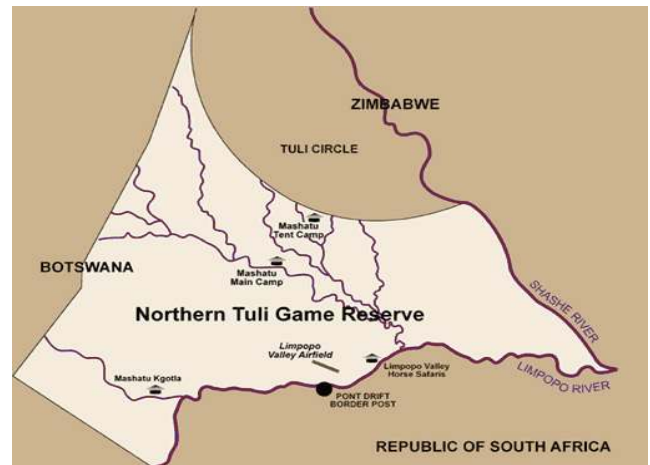 ZIMBABWE
TULI CIRCLE
Mashatu
Tent Camp
BOTSWANA
Mashatu
Main Camp
SHASHE RIVER
Northern Tuli Game Reserve
Limpopo
Valley Airfield
Limpopo Valley
Horse Safaris
LIMPOPO RIVER
Mashatu Kgotla
PONT DRIFT
BORDER POST
REPUBLIC OF SOUTH AFRICA